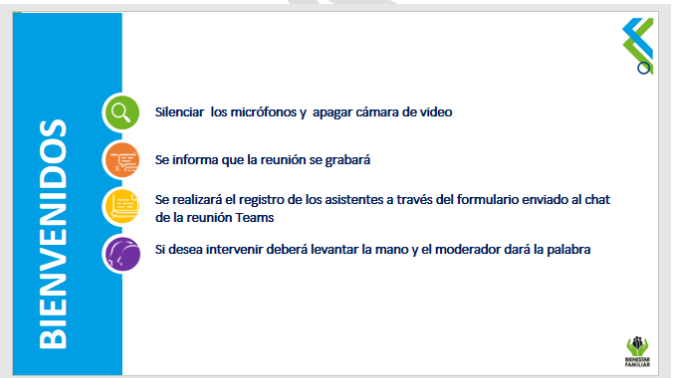 BIENVENIDOS
Silenciar los micrófonos y apagar cámara de video
Se informa que la reunión se grabará
Se realizará el registro de los asistentes a través del formulario enviado al chat
de la reunión Teams
Si desea intervenir deberá levantar la mano y el moderador dará la palabra
BIENESTAR
FAMILIAR